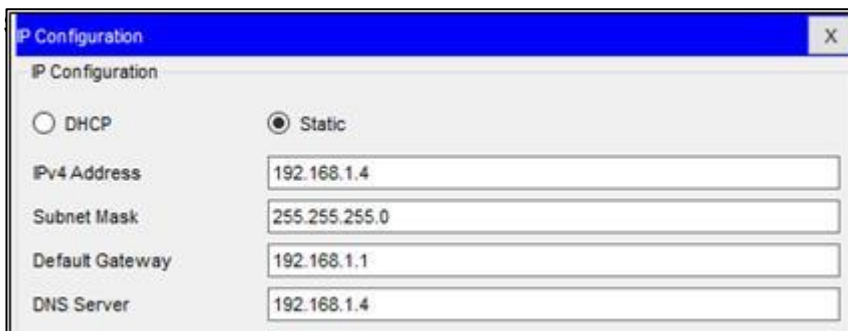 IP Configuration
X
IP Configuration
DHCP
Static
IPv4 Address
192.168.1.4
Subnet Mask
255.255.255.0
Default Gateway
192.168.1.1
DNS Server
192.168.1.4